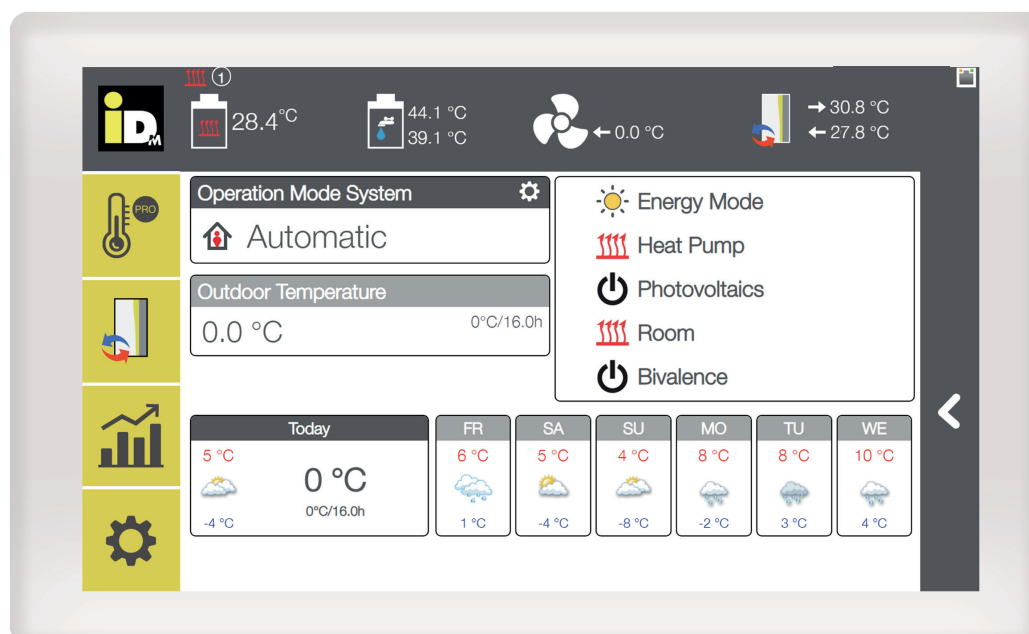 iDM
1
28.4°C
44.1 °C
39.1 °C
← 0.0 °C
→ 30.8 °C
← 27.8 °C
PRO
Operation Mode System
Automatic
Outdoor Temperature
0.0 °C
0°C/16.0h
Energy Mode
Heat Pump
Photovoltaics
Room
Bivalence
Today
5 °C
0 °C
0°C/16.0h
-4 °C
FR
6 °C
1 °C
SA
5 °C
-4 °C
SU
4 °C
-8 °C
MO
8 °C
-2 °C
TU
8 °C
3 °C
WE
10 °C
4 °C